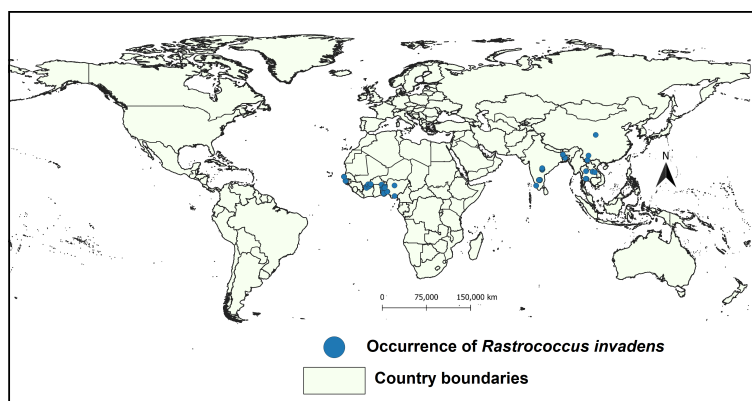 N
0 75,000 150,000 km
Occurrence of Rastrococcus invadens
Country boundaries